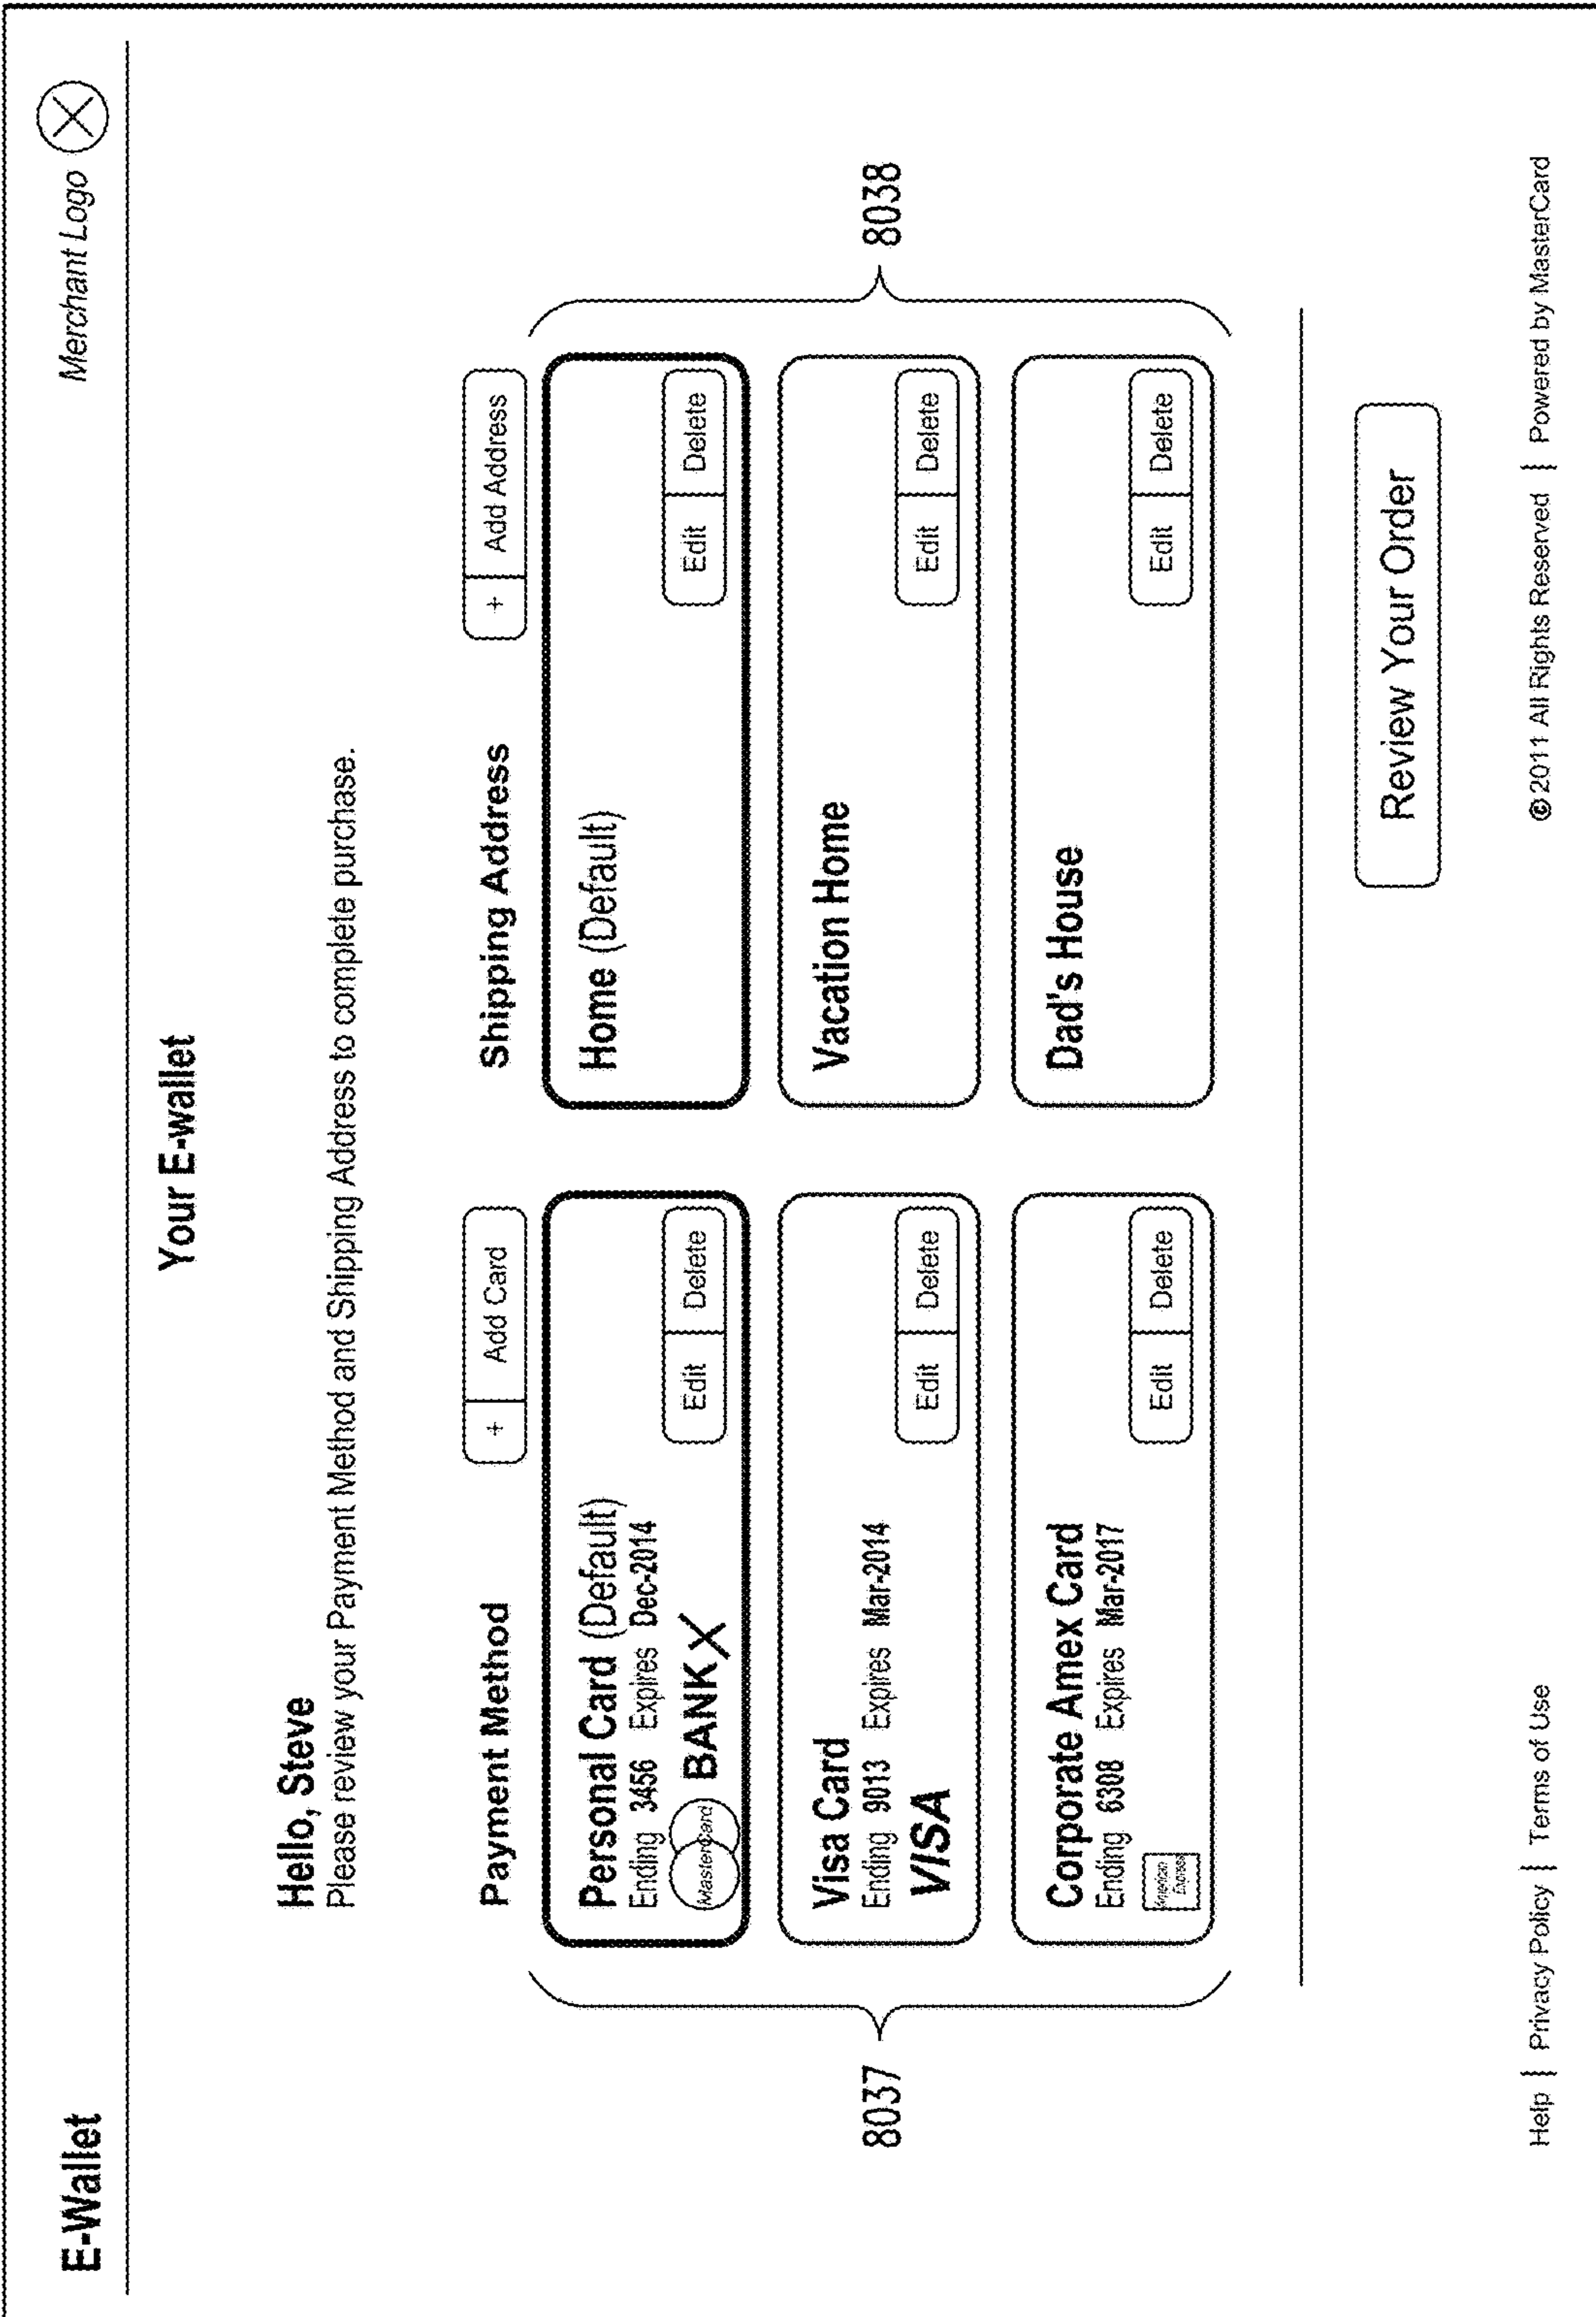 E-Wallet
Merchant Logo
Your E-wallet
Hello, Steve
Please review your Payment Method and Shipping Address to complete purchase.
Payment Method
+ Add Card
Personal Card (Default)
Ending 3456 Expires Dec-2014
MasterCard BANK X
Edit Delete
Visa Card
Ending 9013 Expires Mar-2014
VISA
Edit Delete
Corporate Amex Card
Ending 6308 Expires Mar-2017
American
Express
Edit Delete
8037
Shipping Address
+ Add Address
Home (Default)
Edit Delete
Vacation Home
Edit Delete
Dad's House
Edit Delete
8038
Review Your Order
Help | Privacy Policy | Terms of Use
©2011 All Rights Reserved | Powered by MasterCard